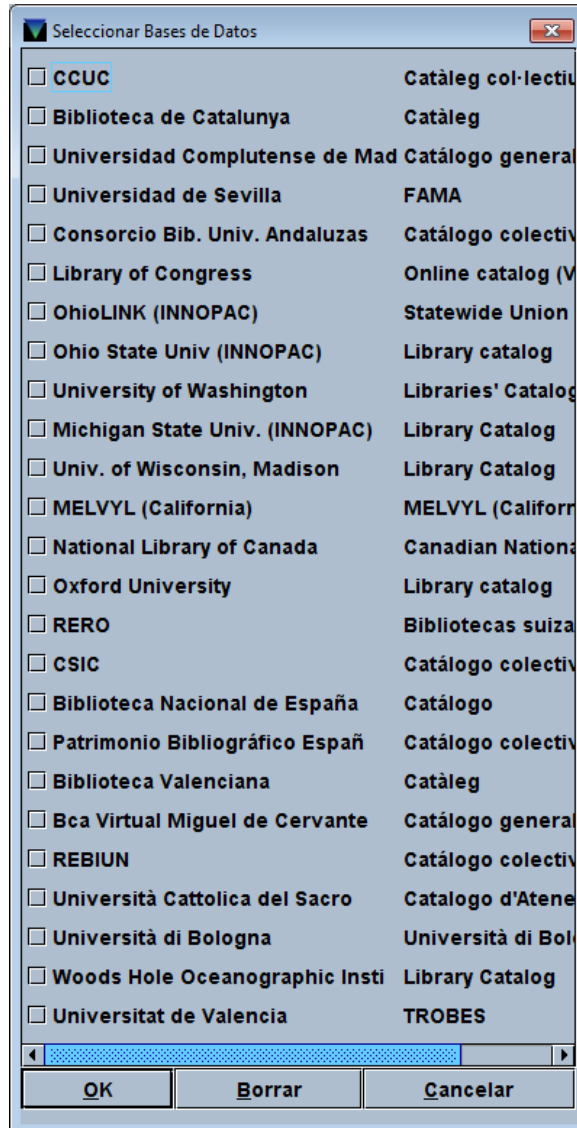 Seleccionar Bases de Datos
CCUC Catàleg col·lectiu
Biblioteca de Catalunya Catàleg
Universidad Complutense de Mad Catálogo general
Universidad de Sevilla FAMA
Consorcio Bib. Univ. Andaluzas Catálogo colectiv
Library of Congress Online catalog (V
OhioLINK (INNOPAC) Statewide Union
Ohio State Univ (INNOPAC) Library catalog
University of Washington Libraries' Catalog
Michigan State Univ. (INNOPAC) Library Catalog
Univ. of Wisconsin, Madison Library Catalog
MELVYL (California) MELVYL (Californ
National Library of Canada Canadian Nationa
Oxford University Library catalog
RERO Bibliotecas suiza
CSIC Catálogo colectiv
Biblioteca Nacional de España Catálogo
Patrimonio Bibliográfico Españ Catálogo colectiv
Biblioteca Valenciana Catàleg
Bca Virtual Miguel de Cervante Catálogo general
REBIUN Catálogo colectiv
Università Cattolica del Sacro Catalogo d'Atene
Università di Bologna Università di Bol
Woods Hole Oceanographic Insti Library Catalog
Universitat de Valencia TROBES
OK Borrar Cancelar